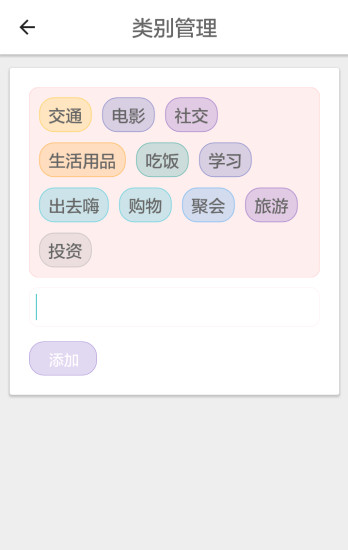 类别管理
交通 电影 社交
生活用品 吃饭 学习
出去嗨 购物 聚会 旅游
投资
添加